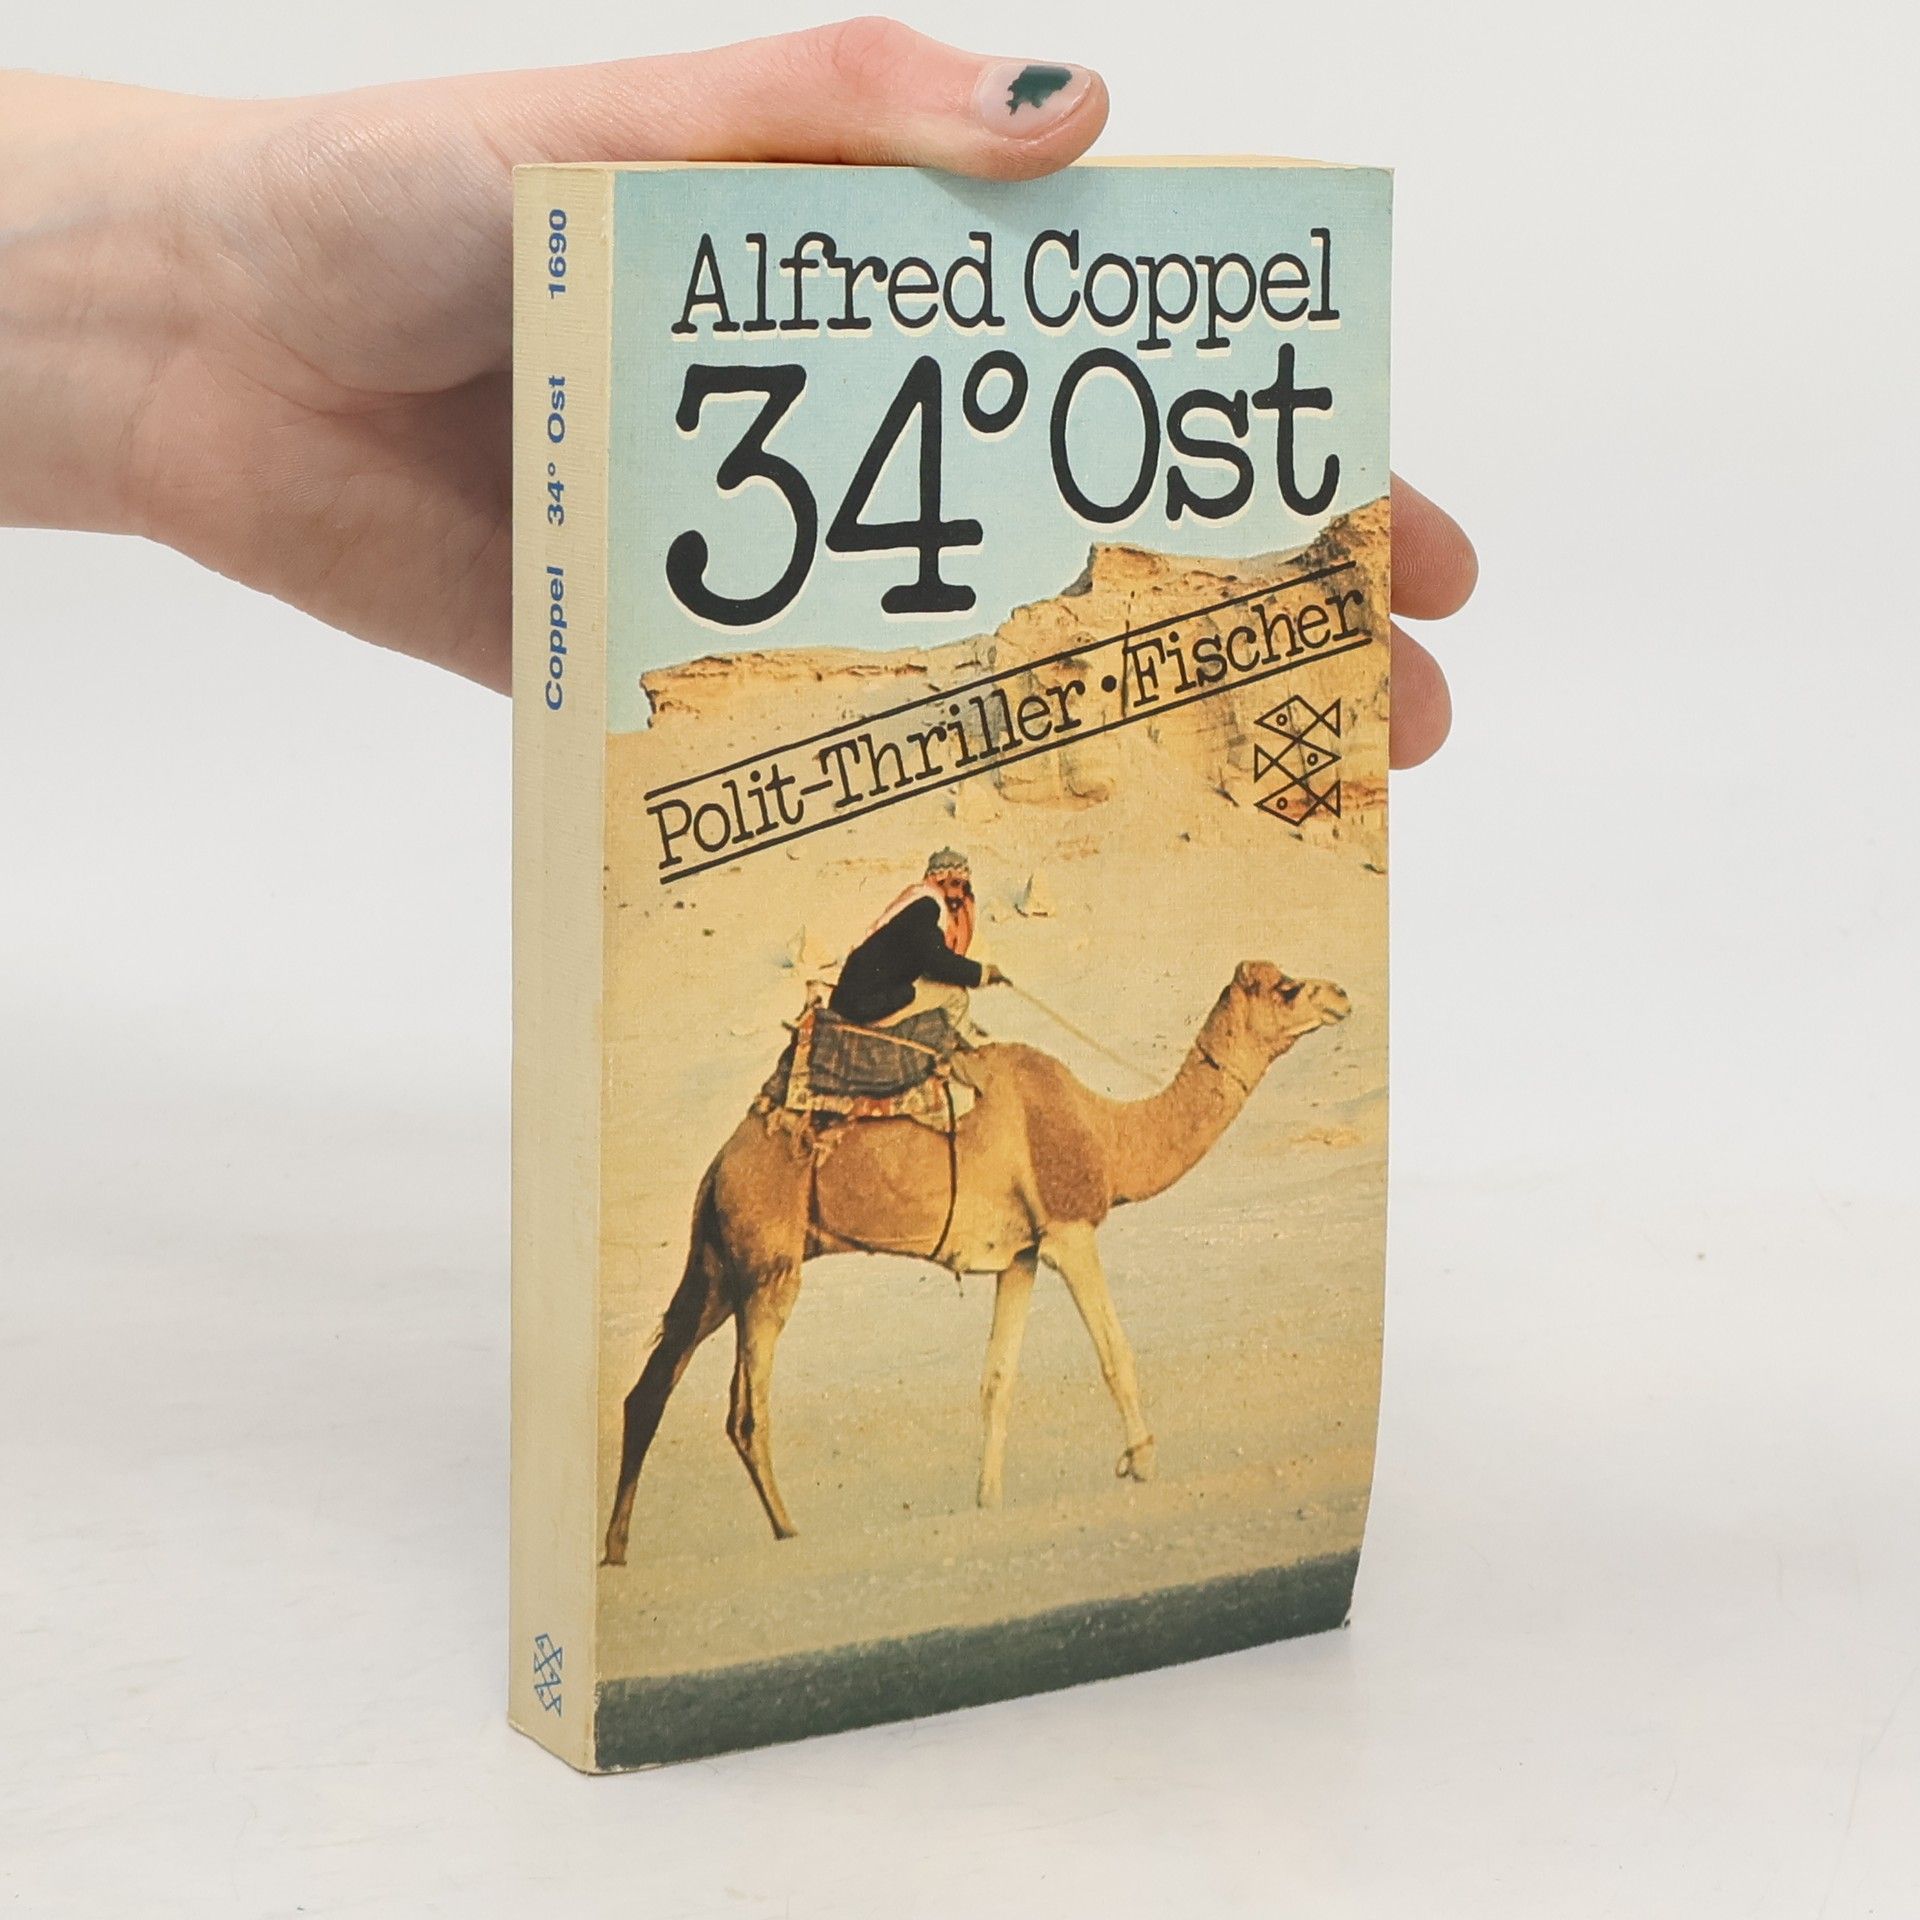 Alfred Coppel
34° Ost
Polit-Thriller · Fischer
Coppel 34° Ost 1690